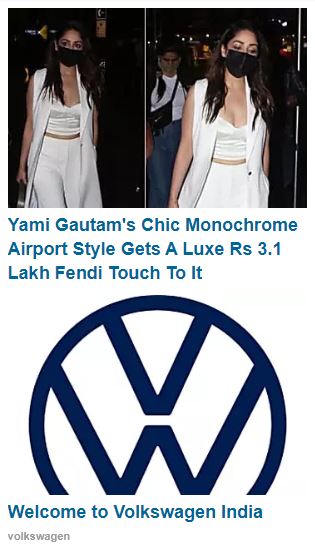 Yami Gautam's Chic Monochrome
Airport Style Gets A Luxe Rs 3.1
Lakh Fendi Touch To It
Welcome to Volkswagen India
volkswagen